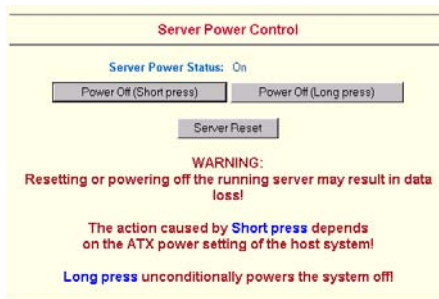 Server Power Control
Server Power Status: On
Power Off (Short press) Power Off (Long press)
Server Reset
WARNING:
Resetting or powering off the running server may result in data
loss!
The action caused by Short press depends
on the ATX power setting of the host system!
Long press unconditionally powers the system off!